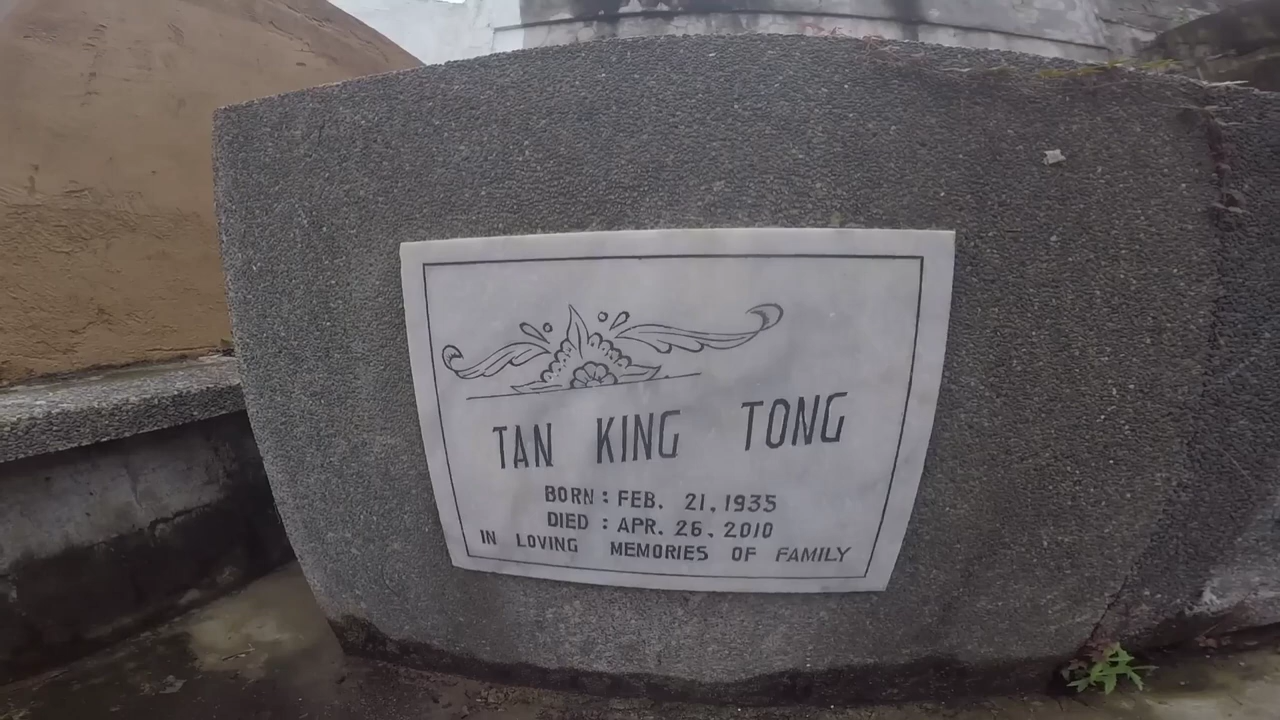 TAN KING TONG
BORN : FEB. 21, 1935
DIED : APR. 26, 2010
IN LOVING MEMORIES OF FAMILY